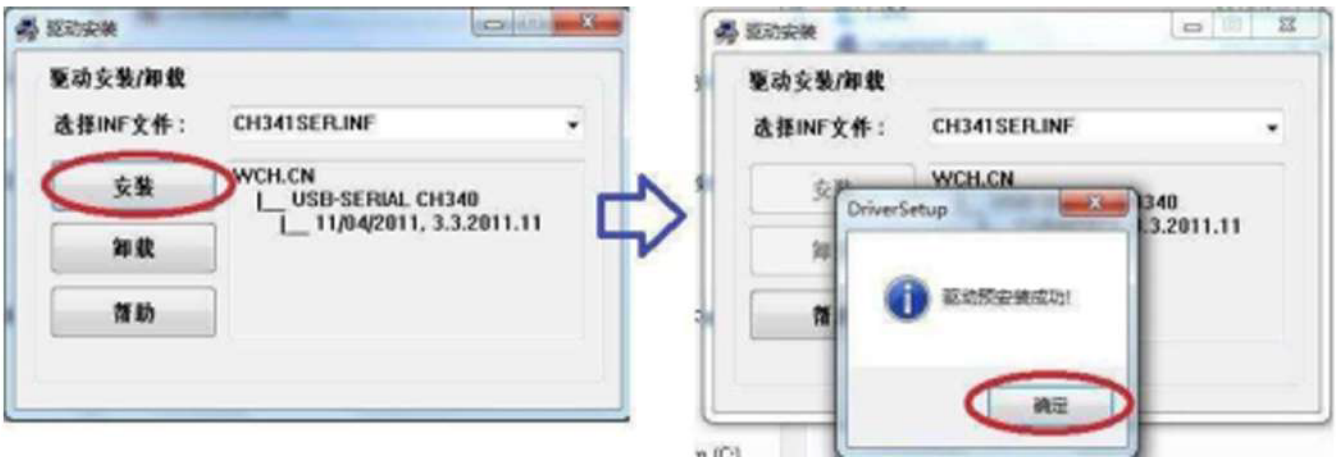 驱动安装
驱动安装/卸载
选择INF文件：
CH341SER.INF
安装
卸载
帮助
WCH.CN
|__ USB-SERIAL CH340
|__ 11/04/2011, 3.3.2011.11
驱动安装
驱动安装/卸载
选择INF文件：
CH341SER.INF
WCH.CN
340
.3.2011.11
DriverSetup
驱动预安装成功!
确定
(C:)